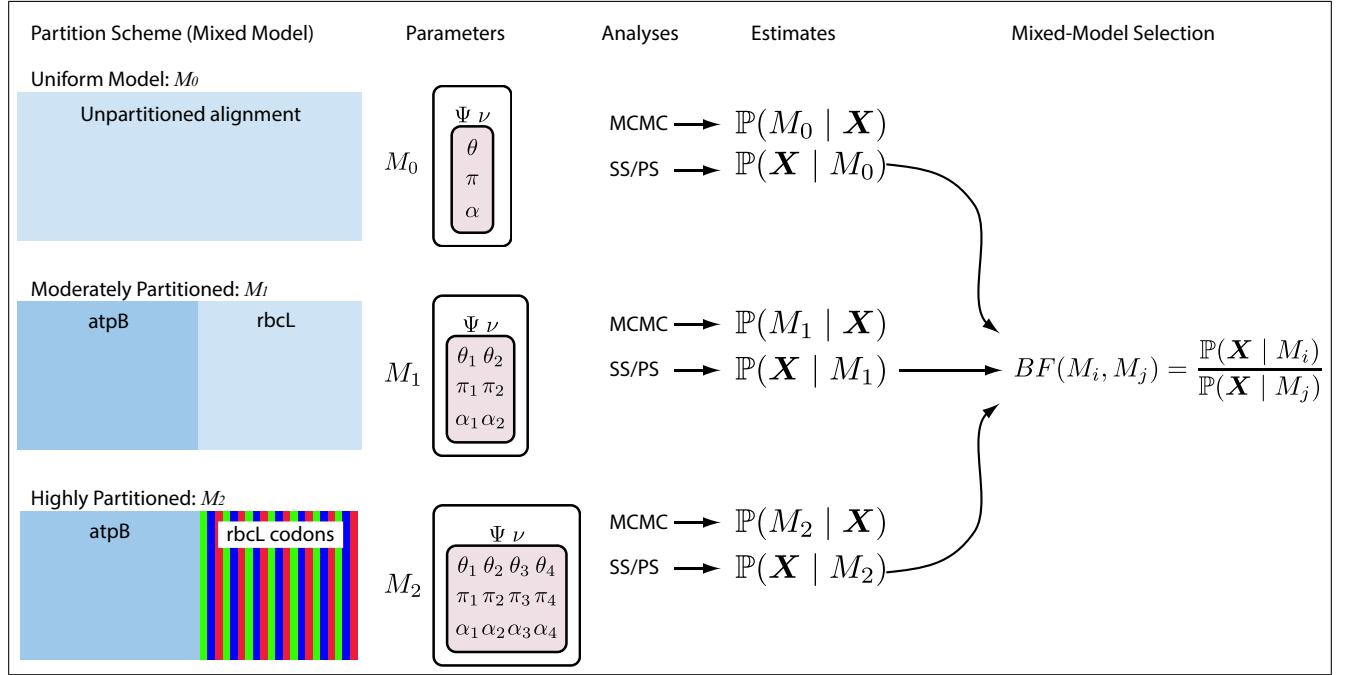 Partition Scheme (Mixed Model) Parameters Analyses Estimates Mixed-Model Selection
Uniform Model: M₀
Unpartitioned alignment
M₀
Ψ ν
θ
π
α
MCMC ℙ(M₀ | X)
SS/PS ℙ(X | M₀)
Moderately Partitioned: M₁
atpB rbcL
M₁
Ψ ν
θ₁ θ₂
π₁ π₂
α₁ α₂
MCMC ℙ(M₁ | X)
SS/PS ℙ(X | M₁)
BF(Mᵢ, Mⱼ) = ℙ(X | Mᵢ) / ℙ(X | Mⱼ)
Highly Partitioned: M₂
atpB rbcL codons
M₂
Ψ ν
θ₁ θ₂ θ₃ θ₄
π₁ π₂ π₃ π₄
α₁ α₂ α₃ α₄
MCMC ℙ(M₂ | X)
SS/PS ℙ(X | M₂)